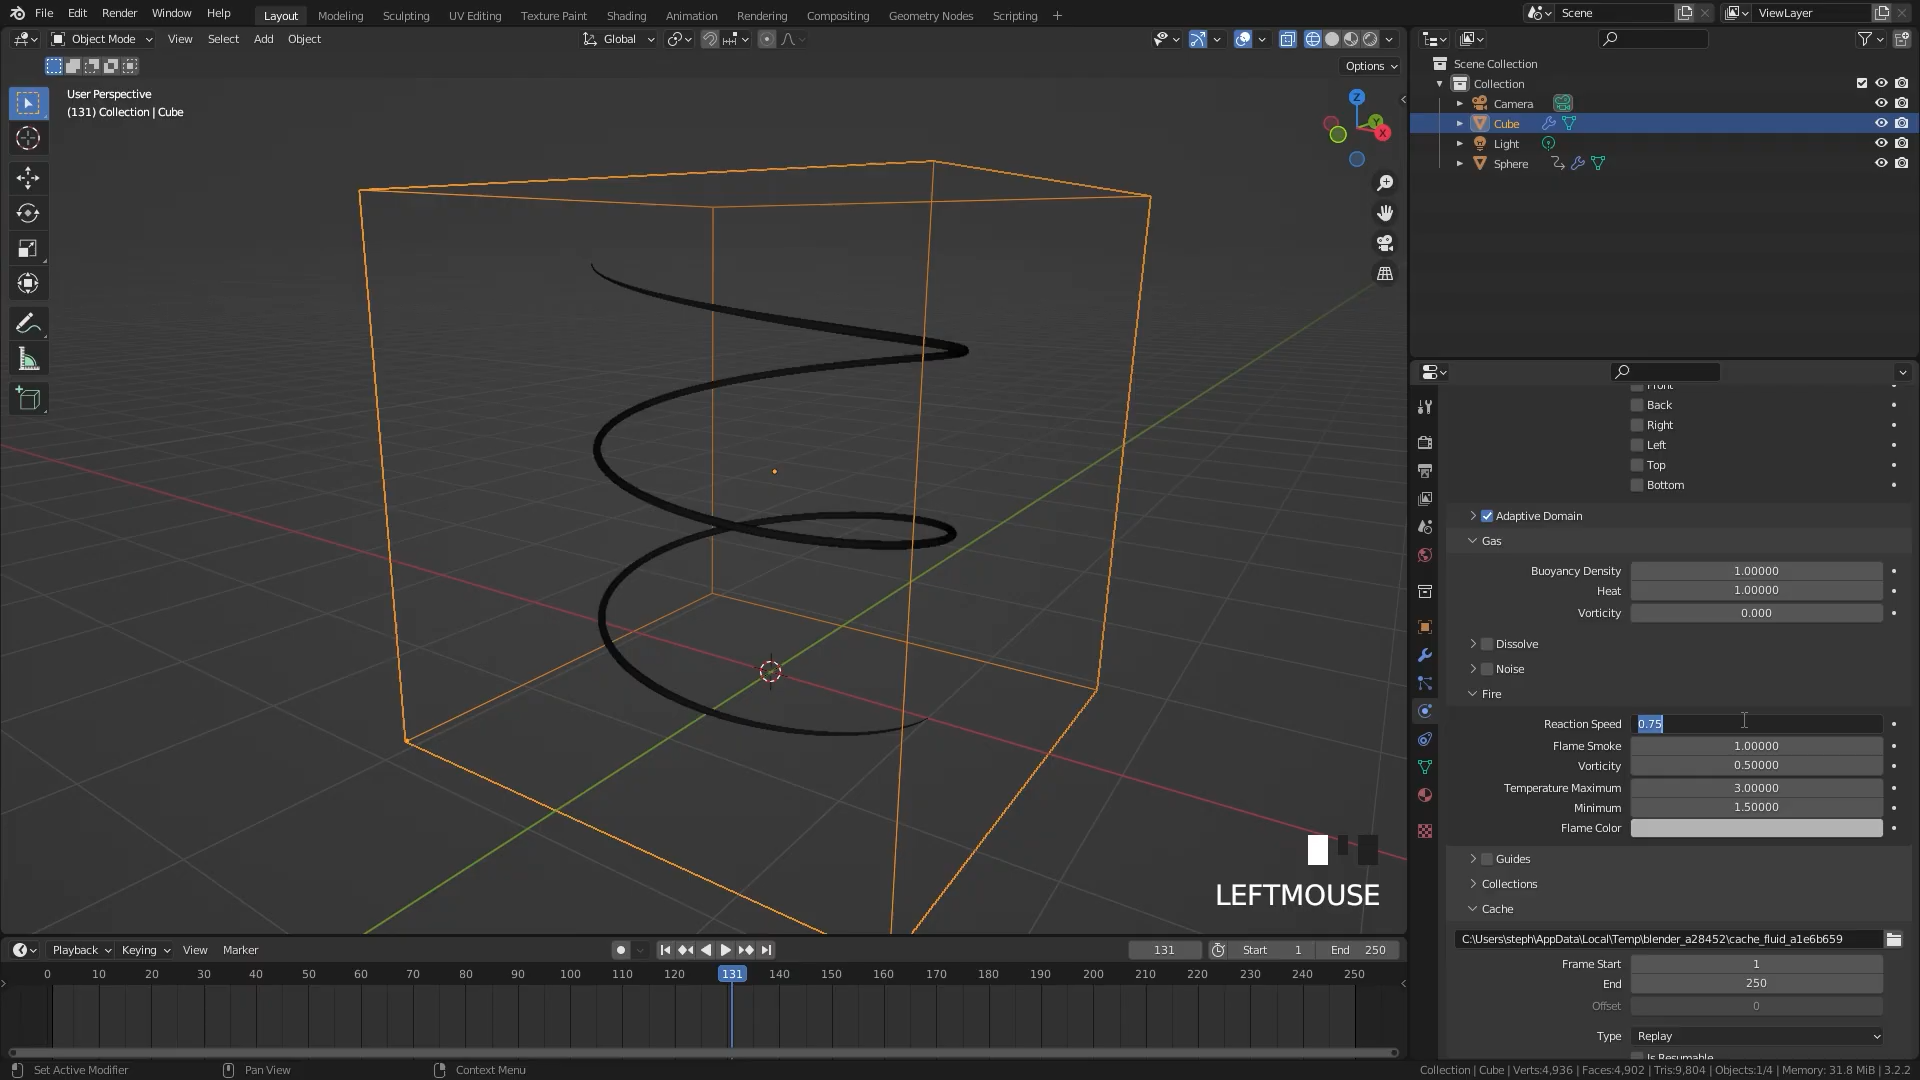 File Edit Render Window Help
Layout Modeling Sculpting UV Editing Texture Paint Shading Animation Rendering Compositing Geometry Nodes Scripting +
Scene
ViewLayer
Object Mode View Select Add Object
Global
Options
User Perspective
(131) Collection | Cube
Z
Y
X
LEFTMOUSE
Scene Collection
Collection
Camera
Cube
Light
Sphere
Front
Back
Right
Left
Top
Bottom
Adaptive Domain
Gas
Buoyancy Density 1.00000
Heat 1.00000
Vorticity 0.000
Dissolve
Noise
Fire
Reaction Speed 0.75
Flame Smoke 1.00000
Vorticity 0.50000
Temperature Maximum 3.00000
Minimum 1.50000
Flame Color
Guides
Collections
Cache
C:\Users\steph\AppData\Local\Temp\blender_a28452\cache_fluid_a1e6b659
Frame Start 1
End 250
Offset 0
Type Replay
Is Resumable
Playback Keying View Marker
131 Start 1 End 250
0 10 20 30 40 50 60 70 80 90 100 110 120 131 140 150 160 170 180 190 200 210 220 230 240 250
Set Active Modifier Pan View Context Menu
Collection | Cube | Verts:4,936 | Faces:4,902 | Tris:9,804 | Objects:1/4 | Memory: 31.8 MiB | 3.2.2